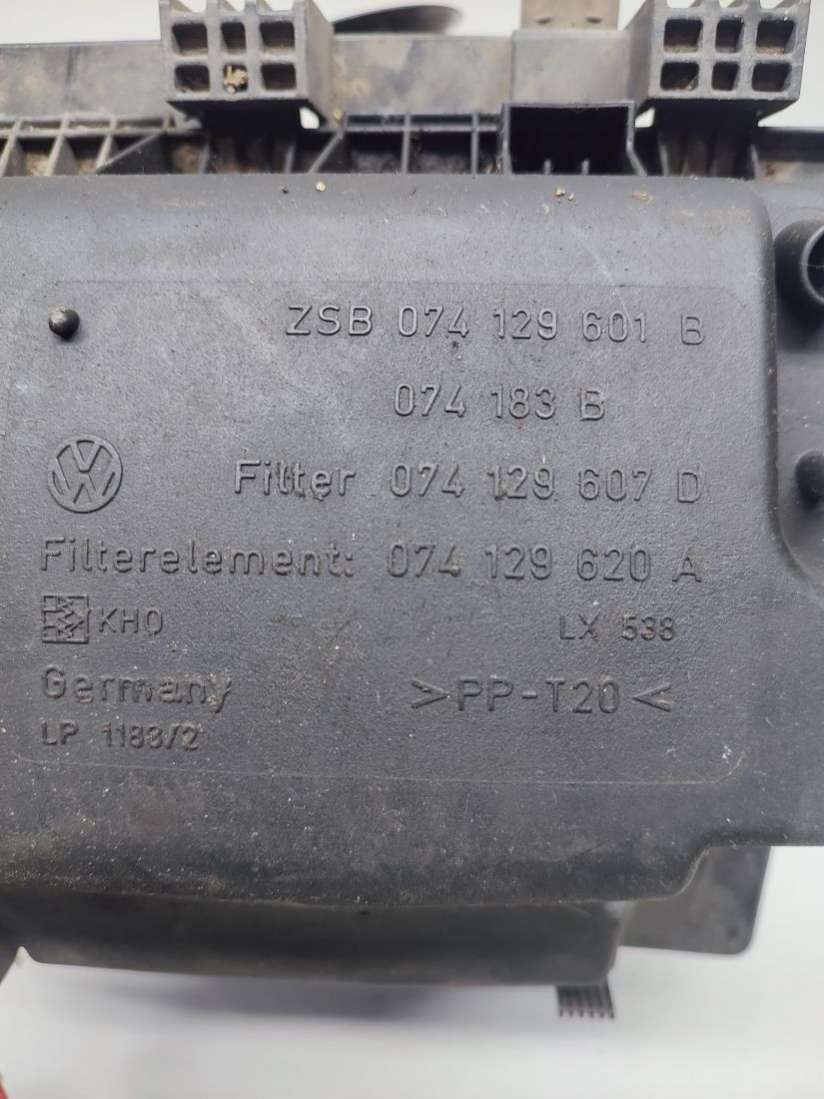 ZSB 074 129 601 B
074 183 B
Filter 074 129 607 D
Filterelement: 074 129 620 A
KHO LX 538
Germany >PP-T20<
LP 1183/2